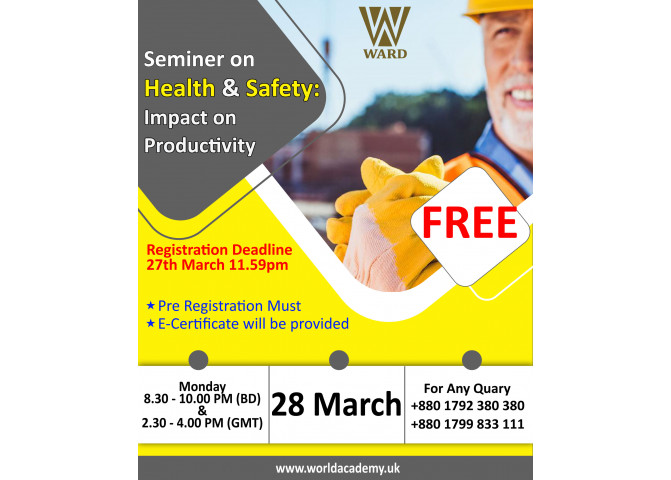 WARD
Seminer on
Health & Safety:
Impact on
Productivity
FREE
Registration Deadline
27th March 11.59pm
★ Pre Registration Must
★ E-Certificate will be provided
Monday
8.30 - 10.00 PM (BD)
&
2.30 - 4.00 PM (GMT)
28 March
For Any Quary
+880 1792 380 380
+880 1799 833 111
www.worldacademy.uk